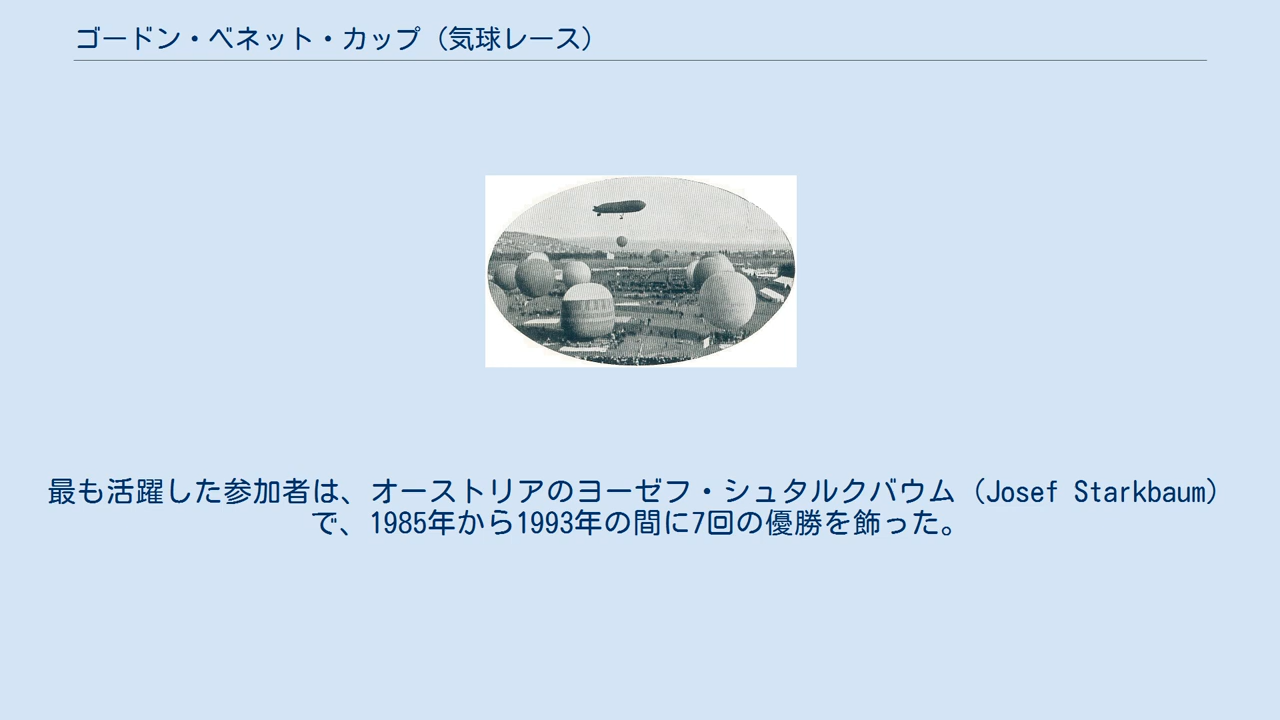 ゴードン・ベネット・カップ（気球レース）
最も活躍した参加者は、オーストリアのヨーゼフ・シュタルクバウム（Josef Starkbaum）
で、1985年から1993年の間に7回の優勝を飾った。